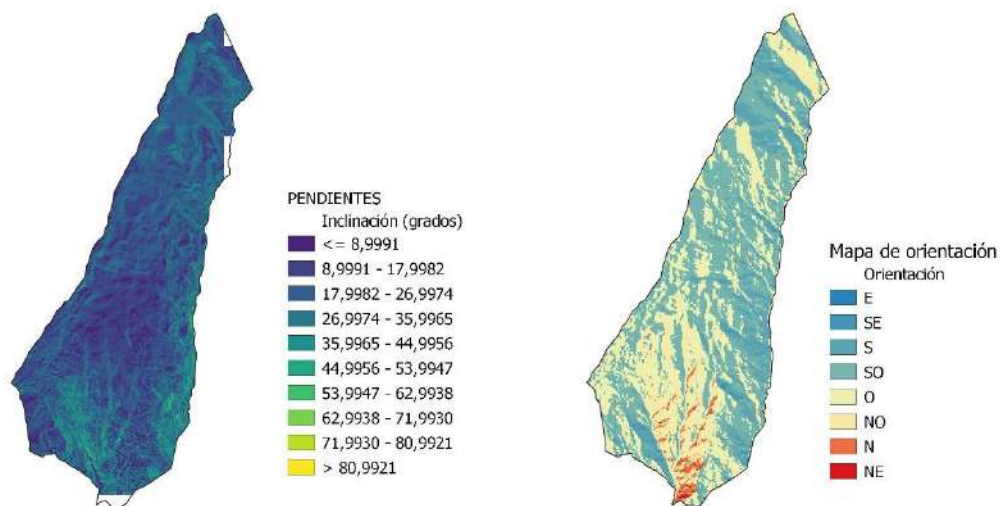 PENDIENTES
Inclinación (grados)
<= 8,9991
8,9991 - 17,9982
17,9982 - 26,9974
26,9974 - 35,9965
35,9965 - 44,9956
44,9956 - 53,9947
53,9947 - 62,9938
62,9938 - 71,9930
71,9930 - 80,9921
> 80,9921
Mapa de orientación
Orientación
E
SE
S
SO
O
NO
N
NE